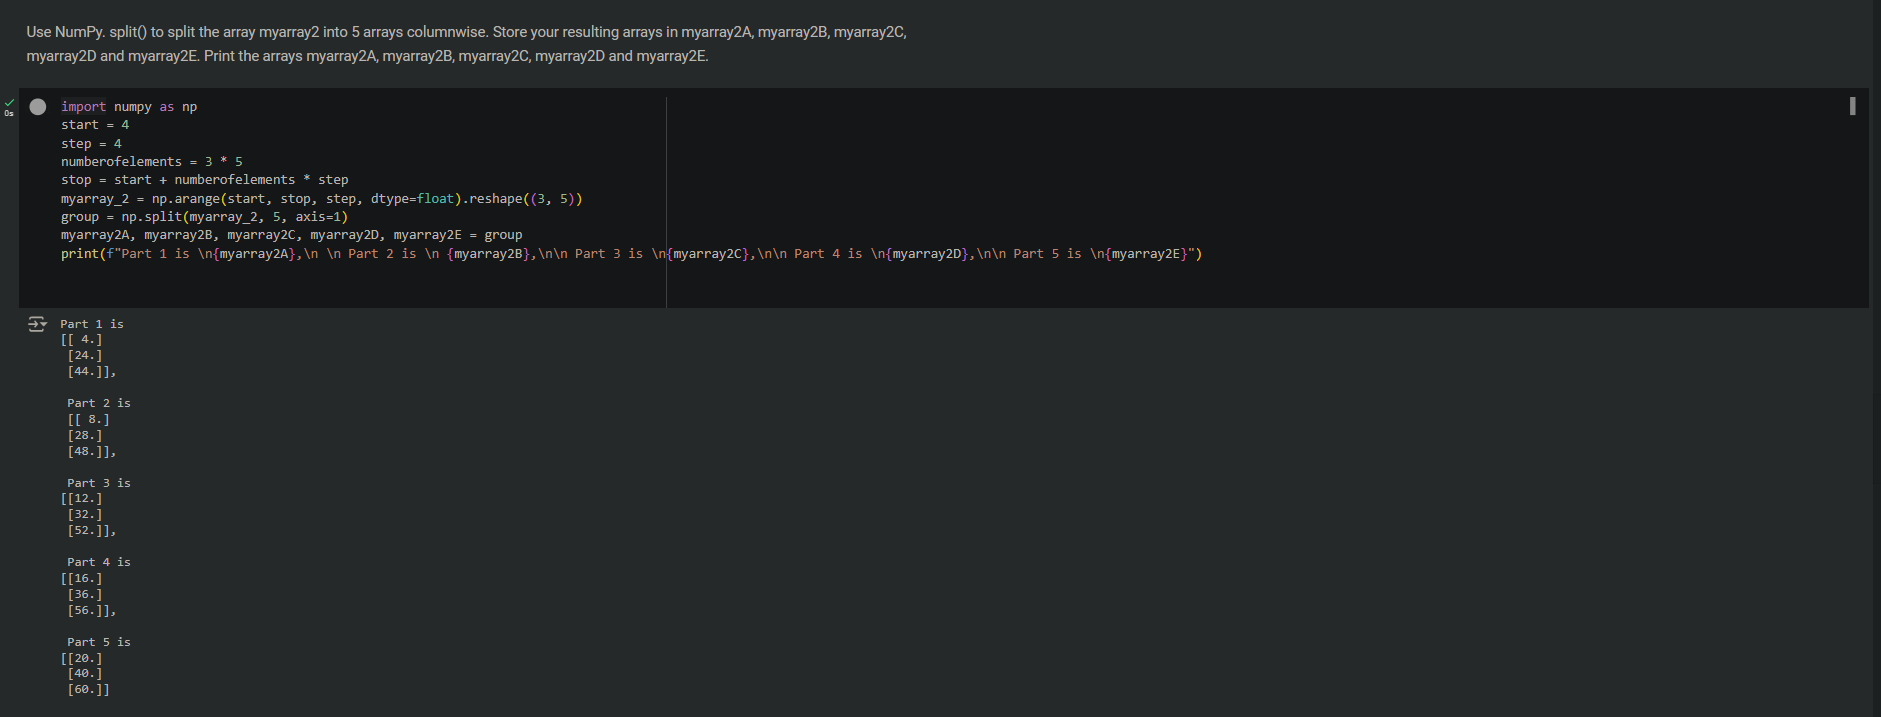 Use NumPy. split() to split the array myarray2 into 5 arrays columnwise. Store your resulting arrays in myarray2A, myarray2B, myarray2C,
myarray2D and myarray2E. Print the arrays myarray2A, myarray2B, myarray2C, myarray2D and myarray2E.
0s
import numpy as np
start = 4
step = 4
numberofelements = 3 * 5
stop = start + numberofelements * step
myarray_2 = np.arange(start, stop, step, dtype=float).reshape((3, 5))
group = np.split(myarray_2, 5, axis=1)
myarray2A, myarray2B, myarray2C, myarray2D, myarray2E = group
print(f"Part 1 is \n{myarray2A},\n \n Part 2 is \n {myarray2B},\n\n Part 3 is \n{myarray2C},\n\n Part 4 is \n{myarray2D},\n\n Part 5 is \n{myarray2E}")
Part 1 is
[[ 4.]
 [24.]
 [44.]],
 Part 2 is
 [[ 8.]
 [28.]
 [48.]],
 Part 3 is
[[12.]
 [32.]
 [52.]],
 Part 4 is
[[16.]
 [36.]
 [56.]],
 Part 5 is
[[20.]
 [40.]
 [60.]]